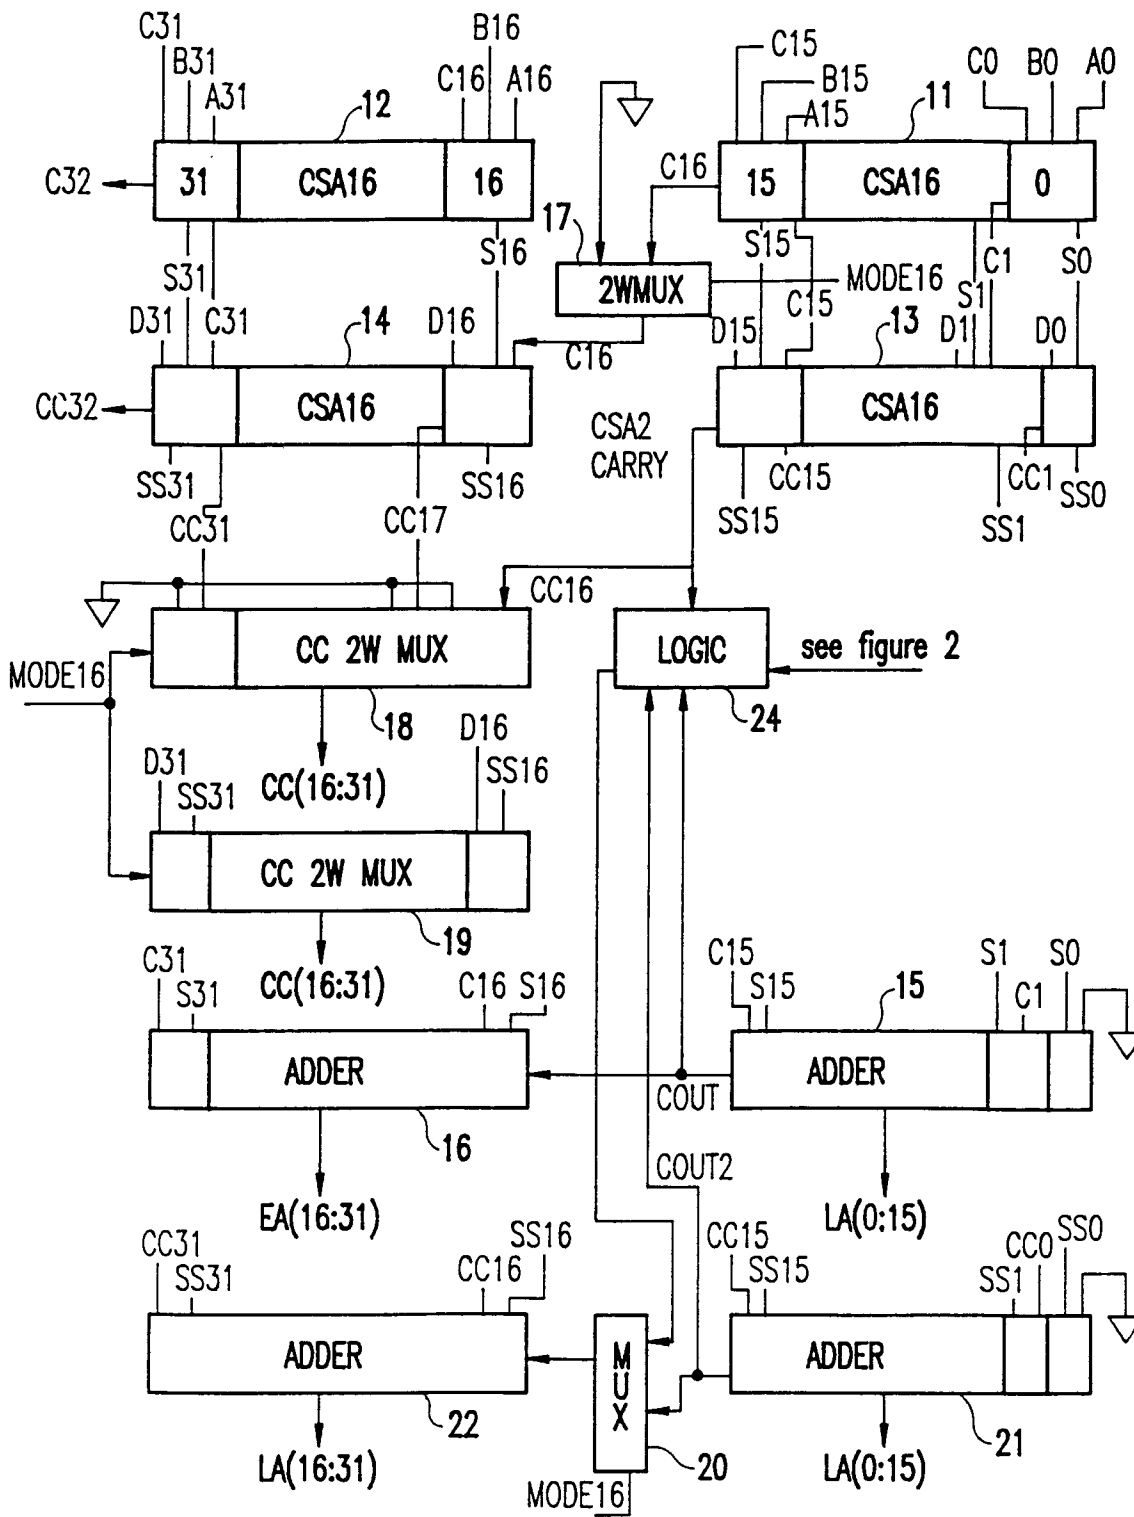 C31
B31
A31
12
C16
B16
A16
C15
B15
A15
11
C0
B0
A0
C32
31
CSA16
16
C16
15
CSA16
0
S31
C31
S16
17
2WMUX
MODE16
S15
C15
S1
C1
S0
D31
14
D16
C16
D15
13
D1
D0
CC32
CSA16
CSA2
CARRY
CSA16
SS31
CC31
CC17
SS16
SS15
CC15
SS1
CC1
SS0
CC16
MODE16
CC 2W MUX
LOGIC
see figure 2
18
24
CC(16:31)
D31
SS31
D16
SS16
CC 2W MUX
19
CC(16:31)
C31
S31
C16
S16
C15
S15
15
S1
C1
S0
ADDER
COUT
ADDER
16
COUT2
EA(16:31)
LA(0:15)
CC31
SS31
CC16
SS16
CC15
SS15
SS1
CC0
SS0
ADDER
MUX
ADDER
22
20
21
LA(16:31)
MODE16
LA(0:15)